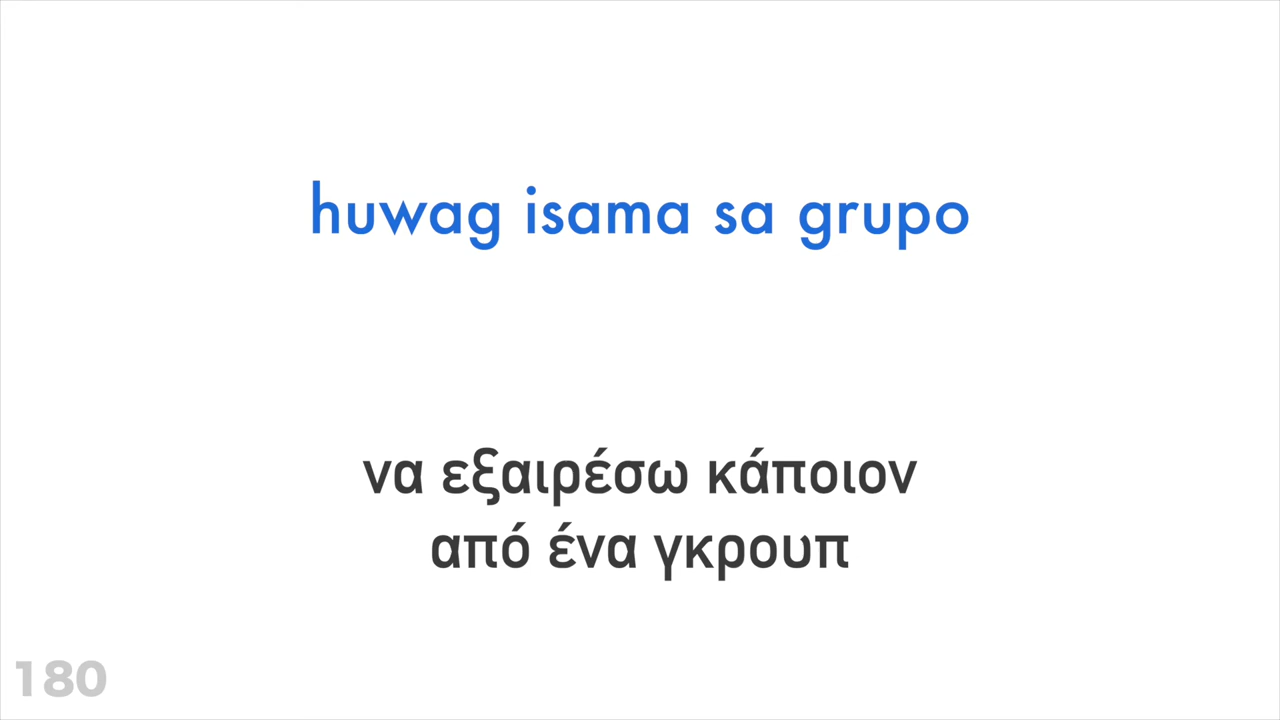 huwag isama sa grupo
να εξαιρέσω κάποιον
από ένα γκρουπ
180